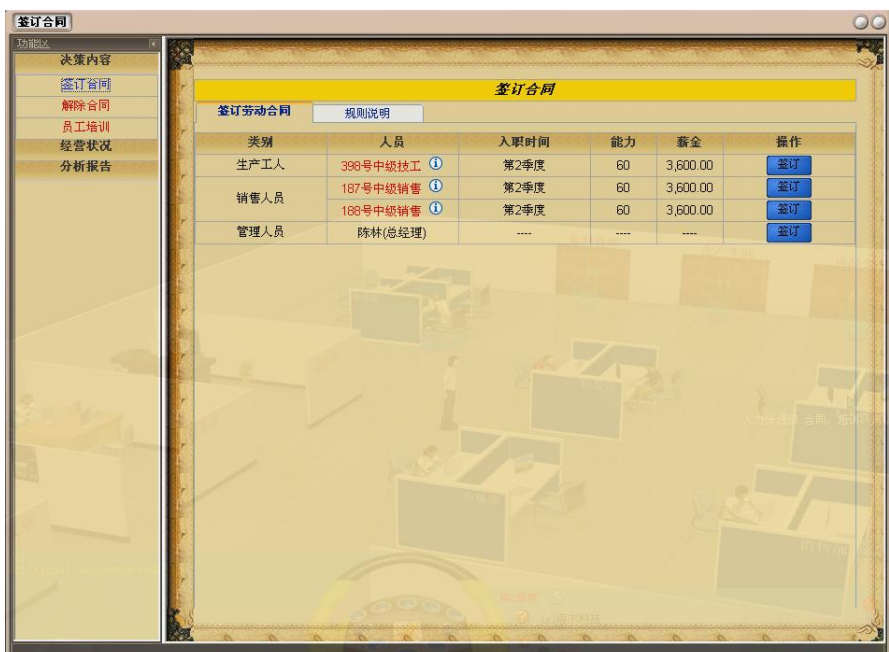 签订合同
功能区
决策内容
签订合同
解除合同
员工培训
经营状况
分析报告
签订合同
签订劳动合同 规则说明
类别 人员 入职时间 能力 薪金 操作
生产工人 398号中级技工 第2季度 60 3,600.00 签订
销售人员 187号中级销售 第2季度 60 3,600.00 签订
188号中级销售 第2季度 60 3,600.00 签订
管理人员 陈林(总经理) ---- ---- ---- 签订